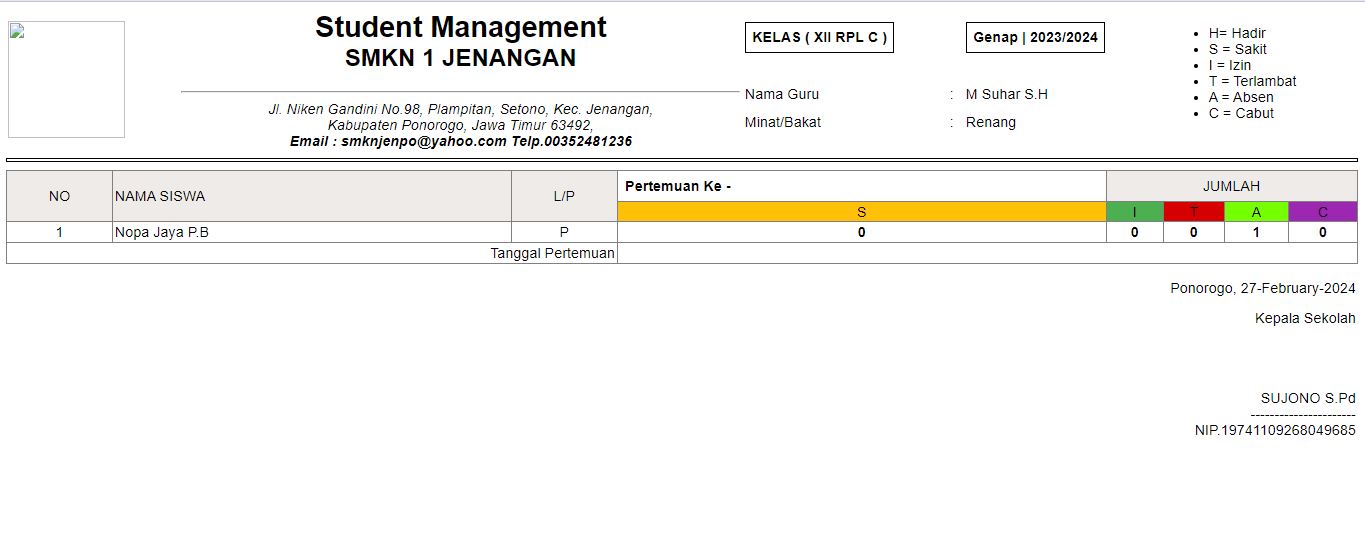 Student Management
SMKN 1 JENANGAN
Jl. Niken Gandini No.98, Plampitan, Setono, Kec. Jenangan,
Kabupaten Ponorogo, Jawa Timur 63492,
Email : smknjenpo@yahoo.com Telp.00352481236
KELAS ( XII RPL C )
Genap | 2023/2024
Nama Guru : M Suhar S.H
Minat/Bakat : Renang
H= Hadir
S = Sakit
I = Izin
T = Terlambat
A = Absen
C = Cabut
NO NAMA SISWA L/P Pertemuan Ke - JUMLAH
S I T A C
1 Nopa Jaya P.B P 0 0 0 1 0
Tanggal Pertemuan
Ponorogo, 27-February-2024
Kepala Sekolah
SUJONO S.Pd
----------------------
NIP.19741109268049685